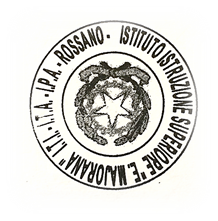 ISTITUTO ISTRUZIONE SUPERIORE "E. MAJORANA" I.T.I. - I.T.A. - I.P.A. - ROSSANO -